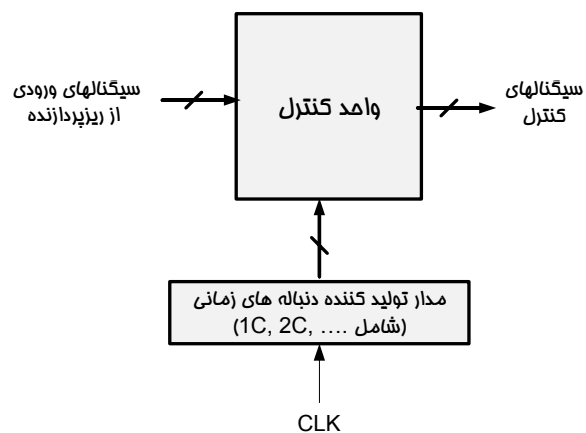 سیگنالهای ورودی
از ریزپردازنده
واحد کنترل
سیگنالهای
کنترل
مدار تولید کننده دنباله های زمانی
(شامل 1C, 2C, ....)
CLK